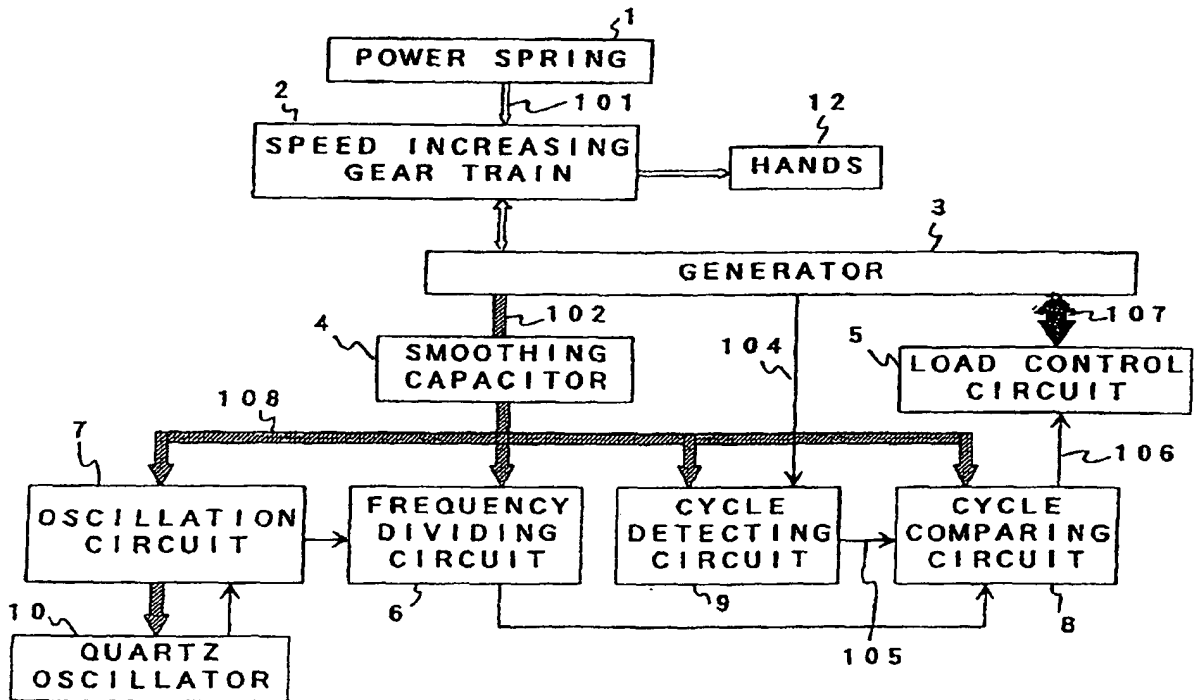 1
POWER SPRING
2
101
12
SPEED INCREASING
GEAR TRAIN
HANDS
3
GENERATOR
102
107
4
SMOOTHING
CAPACITOR
104
5
LOAD CONTROL
CIRCUIT
108
7
106
OSCILLATION
CIRCUIT
FREQUENCY
DIVIDING
CIRCUIT
CYCLE
DETECTING
CIRCUIT
CYCLE
COMPARING
CIRCUIT
10
6
9
8
105
QUARTZ
OSCILLATOR